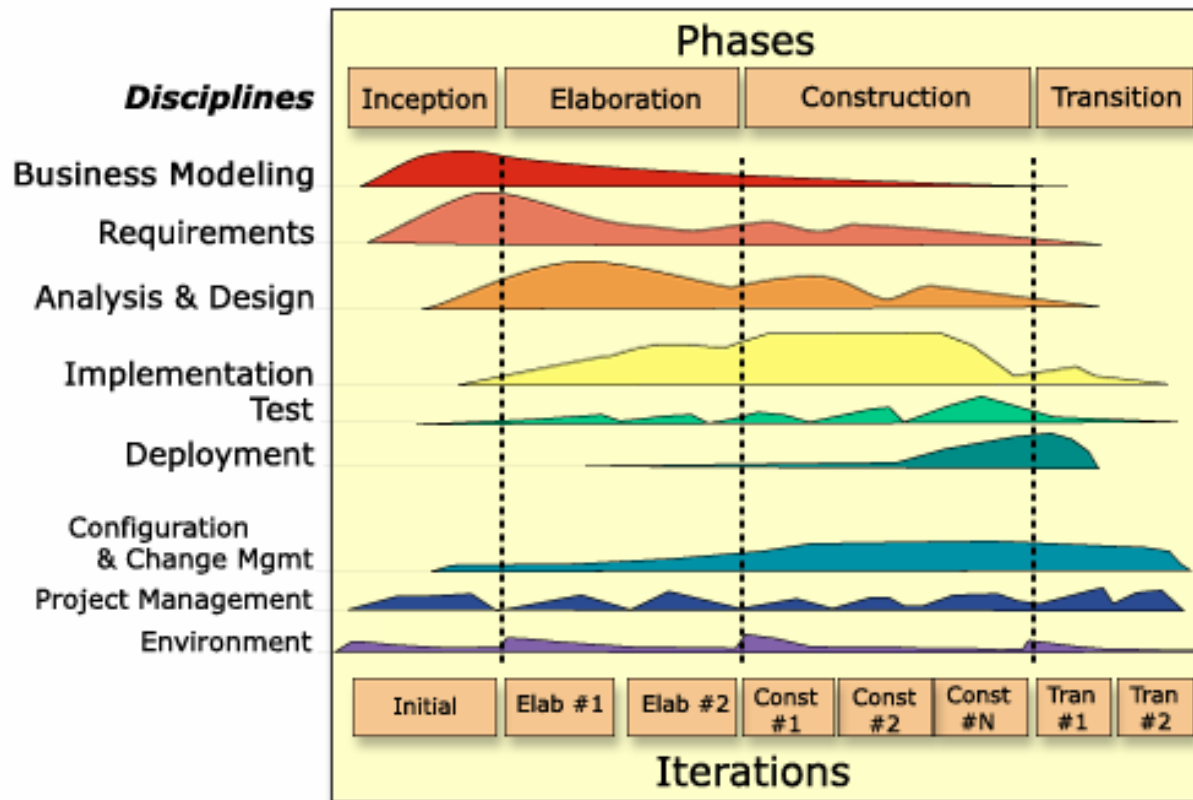 Phases
Disciplines
Inception
Elaboration
Construction
Transition
Business Modeling
Requirements
Analysis & Design
Implementation
Test
Deployment
Configuration
& Change Mgmt
Project Management
Environment
Initial
Elab #1
Elab #2
Const
#1
Const
#2
Const
#N
Tran
#1
Tran
#2
Iterations